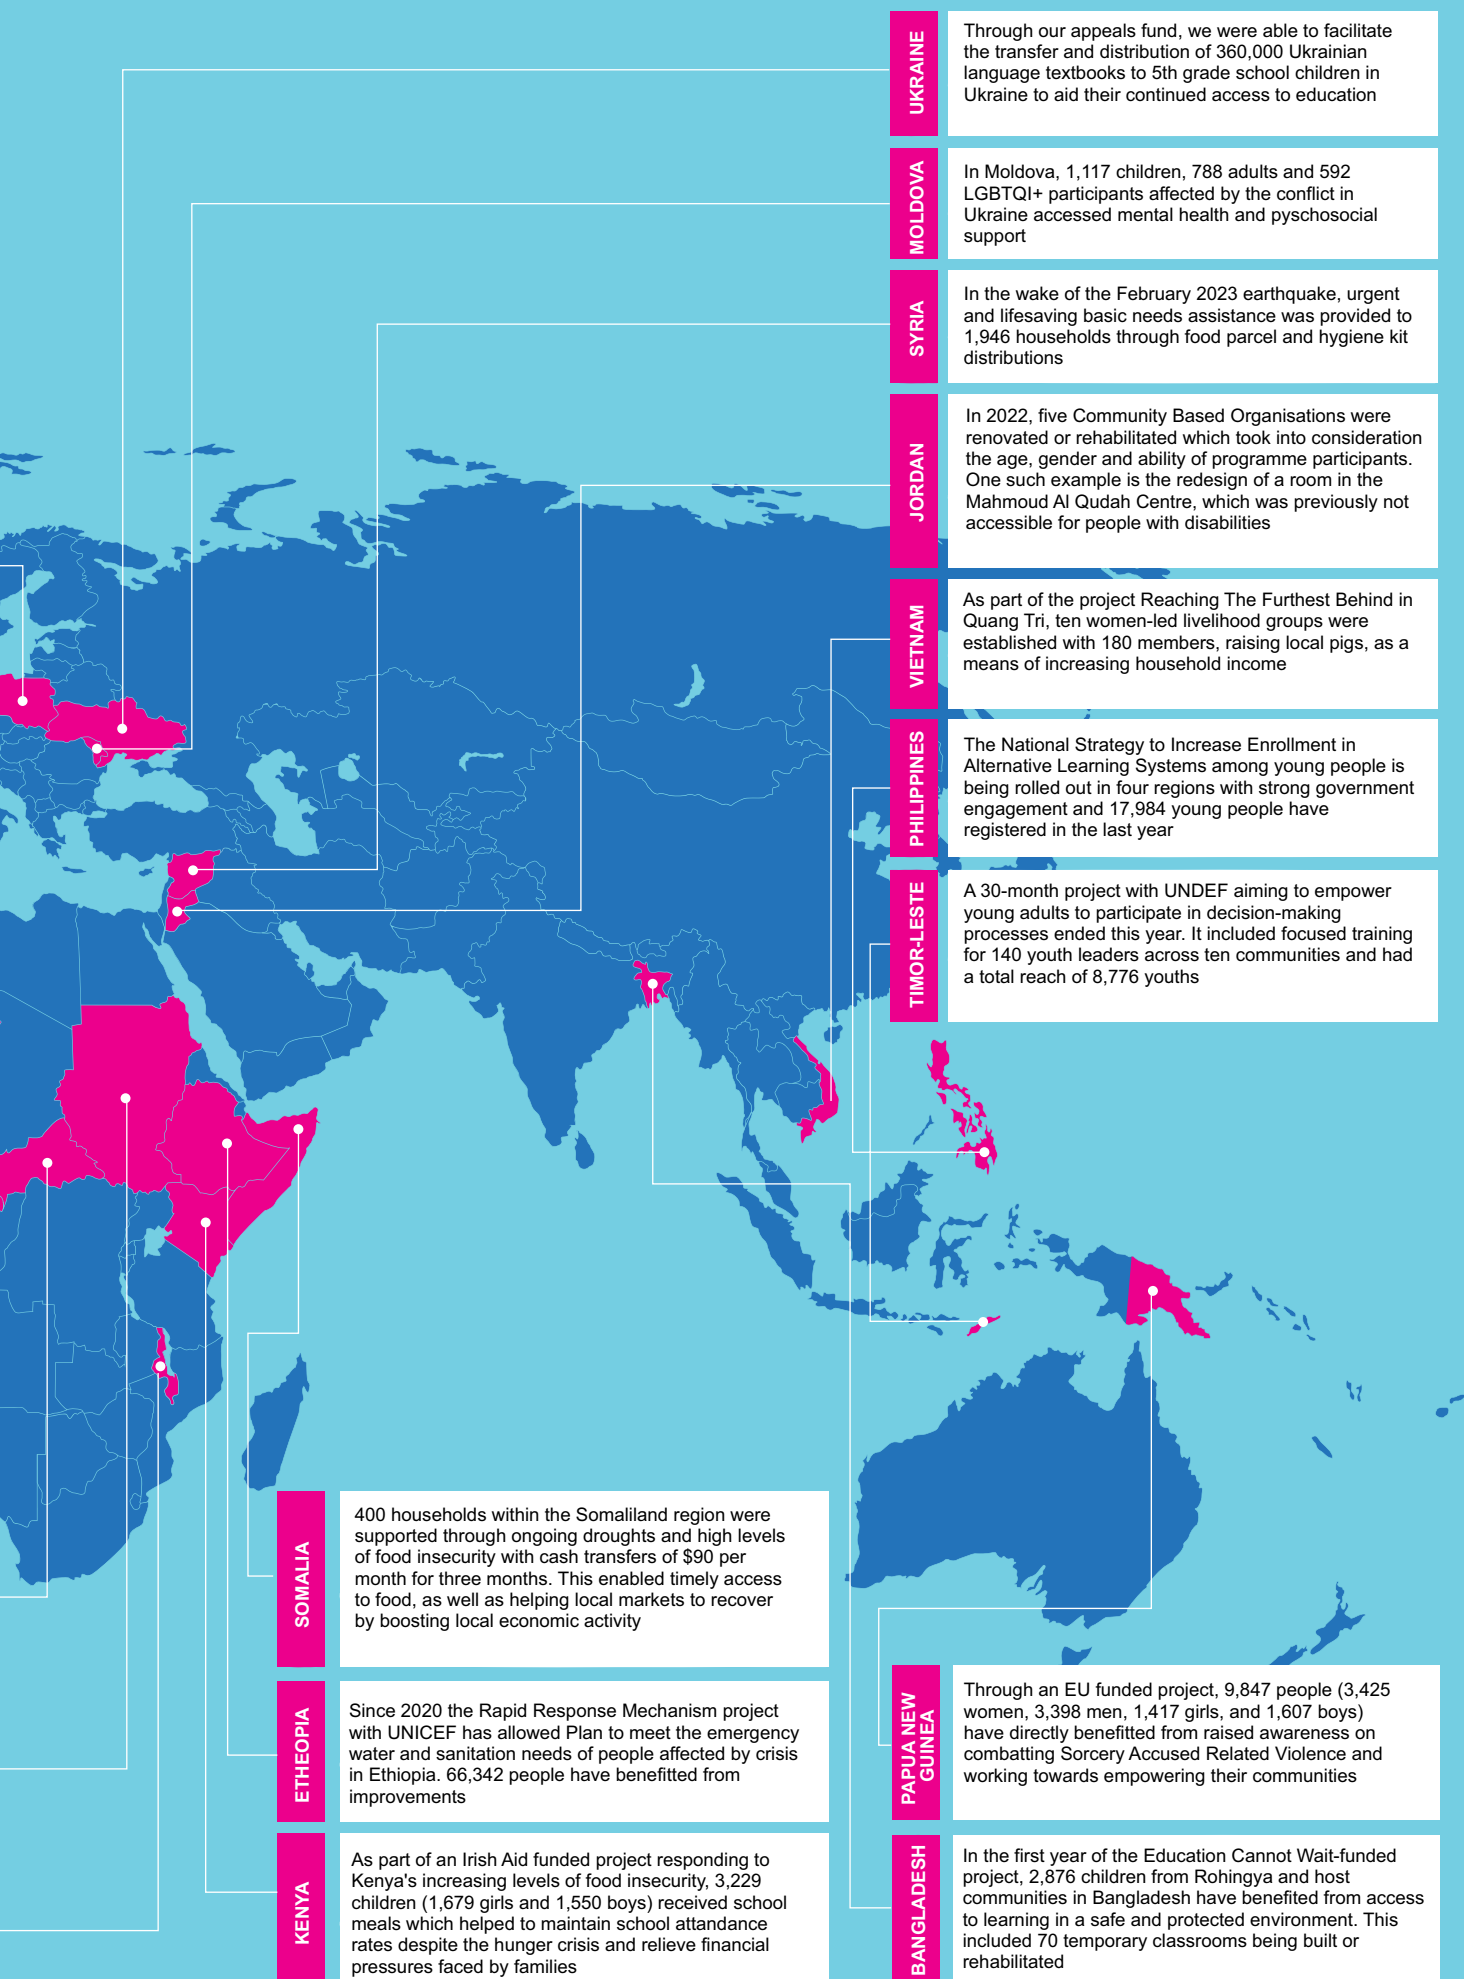 UKRAINE
Through our appeals fund, we were able to facilitate
the transfer and distribution of 360,000 Ukrainian
language textbooks to 5th grade school children in
Ukraine to aid their continued access to education
MOLDOVA
In Moldova, 1,117 children, 788 adults and 592
LGBTQI+ participants affected by the conflict in
Ukraine accessed mental health and pyschosocial
support
SYRIA
In the wake of the February 2023 earthquake, urgent
and lifesaving basic needs assistance was provided to
1,946 households through food parcel and hygiene kit
distributions
JORDAN
In 2022, five Community Based Organisations were
renovated or rehabilitated which took into consideration
the age, gender and ability of programme participants.
One such example is the redesign of a room in the
Mahmoud Al Qudah Centre, which was previously not
accessible for people with disabilities
VIETNAM
As part of the project Reaching The Furthest Behind in
Quang Tri, ten women-led livelihood groups were
established with 180 members, raising local pigs, as a
means of increasing household income
PHILIPPINES
The National Strategy to Increase Enrollment in
Alternative Learning Systems among young people is
being rolled out in four regions with strong government
engagement and 17,984 young people have
registered in the last year
TIMOR-LESTE
A 30-month project with UNDEF aiming to empower
young adults to participate in decision-making
processes ended this year. It included focused training
for 140 youth leaders across ten communities and had
a total reach of 8,776 youths
SOMALIA
400 households within the Somaliland region were
supported through ongoing droughts and high levels
of food insecurity with cash transfers of $90 per
month for three months. This enabled timely access
to food, as well as helping local markets to recover
by boosting local economic activity
ETHEOPIA
Since 2020 the Rapid Response Mechanism project
with UNICEF has allowed Plan to meet the emergency
water and sanitation needs of people affected by crisis
in Ethiopia. 66,342 people have benefitted from
improvements
KENYA
As part of an Irish Aid funded project responding to
Kenya's increasing levels of food insecurity, 3,229
children (1,679 girls and 1,550 boys) received school
meals which helped to maintain school attandance
rates despite the hunger crisis and relieve financial
pressures faced by families
PAPUA NEW
GUINEA
Through an EU funded project, 9,847 people (3,425
women, 3,398 men, 1,417 girls, and 1,607 boys)
have directly benefitted from raised awareness on
combatting Sorcery Accused Related Violence and
working towards empowering their communities
BANGLADESH
In the first year of the Education Cannot Wait-funded
project, 2,876 children from Rohingya and host
communities in Bangladesh have benefited from access
to learning in a safe and protected environment. This
included 70 temporary classrooms being built or
rehabilitated